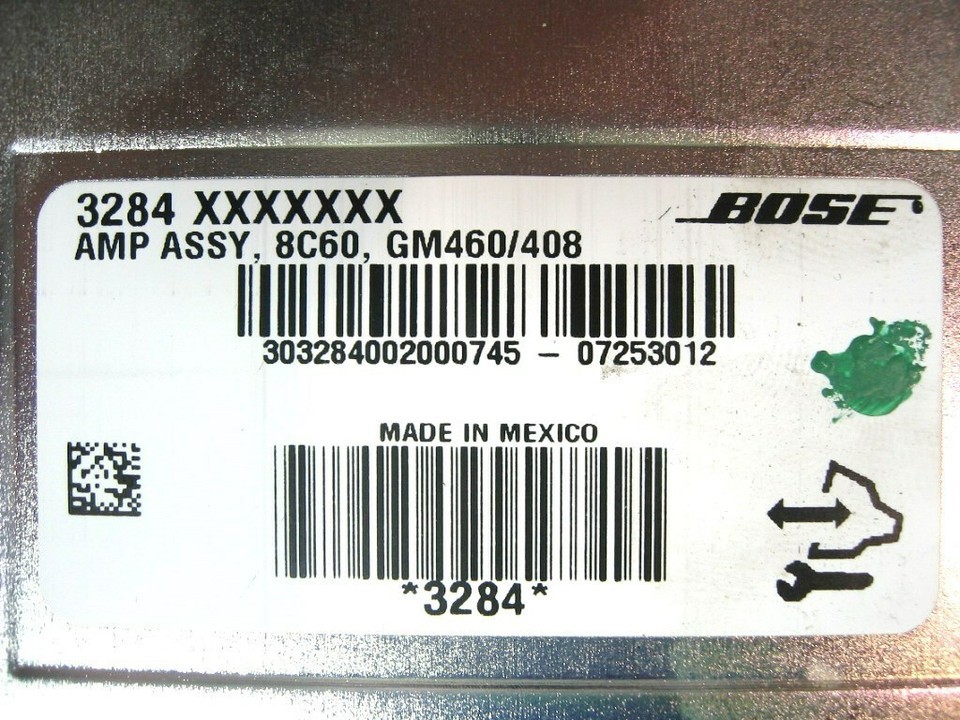 3284 XXXXXXX
BOSE
AMP ASSY, 8C60, GM460/408
303284002000745 - 07253012
MADE IN MEXICO
*3284*